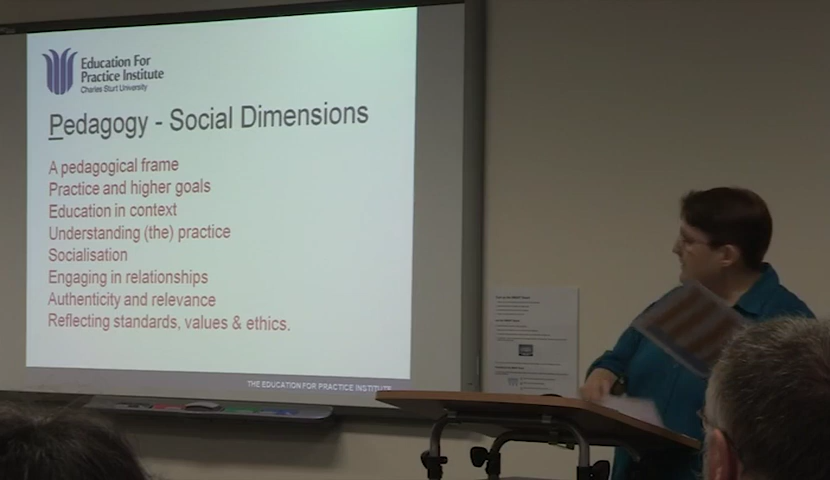 Education For
Practice Institute
Charles Sturt University
Pedagogy - Social Dimensions
A pedagogical frame
Practice and higher goals
Education in context
Understanding (the) practice
Socialisation
Engaging in relationships
Authenticity and relevance
Reflecting standards, values & ethics.
THE EDUCATION FOR PRACTICE INSTITUTE